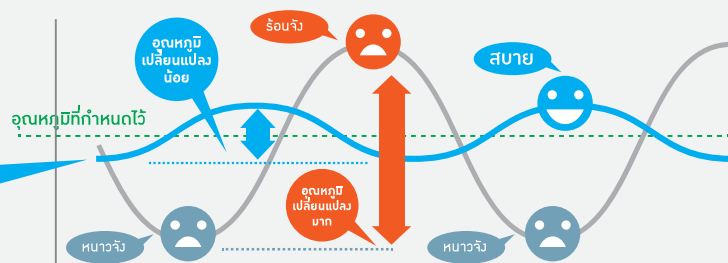 ร้อนจัง
อุณหภูมิ
เปลี่ยนแปลง
น้อย
สบาย
อุณหภูมิที่กำหนดไว้
อุณหภูมิ
เปลี่ยนแปลง
มาก
หนาวจัง
หนาวจัง